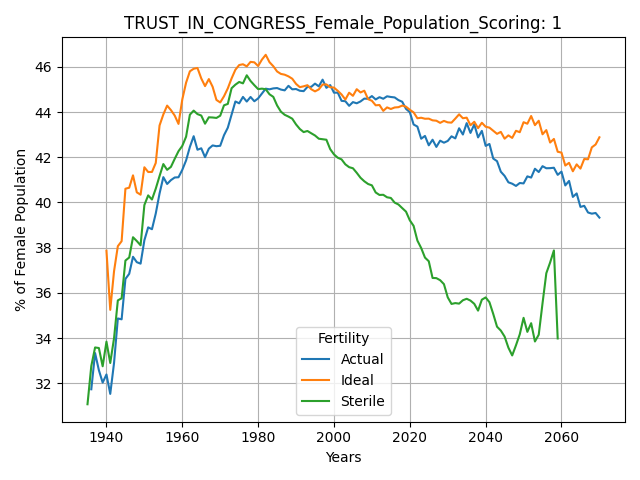 TRUST_IN_CONGRESS_Female_Population_Scoring: 1
% of Female Population
46
44
42
40
38
36
34
32
Fertility
Actual
Ideal
Sterile
1940 1960 1980 2000 2020 2040 2060
Years